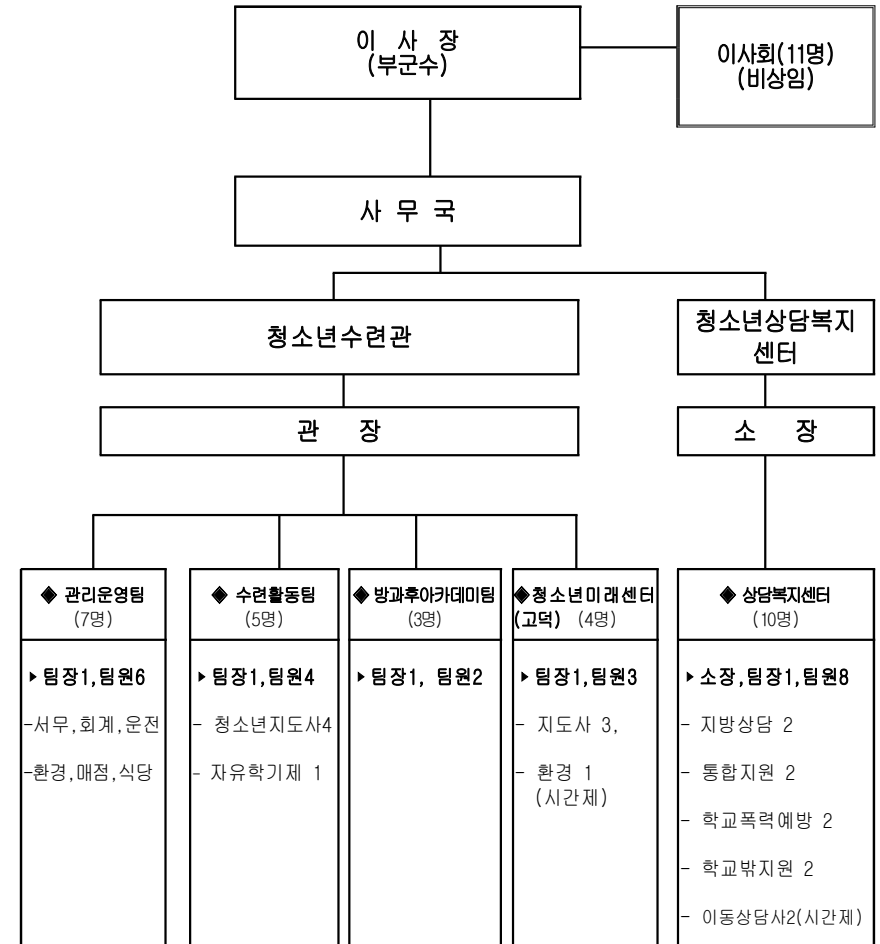 이 사 장
(부군수)
이사회(11명)
(비상임)
사 무 국
청소년수련관
청소년상담복지
센터
관 장
소 장
◈ 관리운영팀
(7명)
▸팀장1,팀원6
-서무,회계,운전
-환경,매점,식당
◈ 수련활동팀
(5명)
▸팀장1,팀원4
- 청소년지도사4
- 자유학기제 1
◈방과후아카데미팀
(3명)
▸팀장1, 팀원2
◈청소년미래센터
(고덕) (4명)
▸팀장1,팀원3
- 지도사 3,
- 환경 1
(시간제)
◈ 상담복지센터
(10명)
▸소장,팀장1,팀원8
- 지방상담 2
- 통합지원 2
- 학교폭력예방 2
- 학교밖지원 2
- 이동상담사2(시간제)